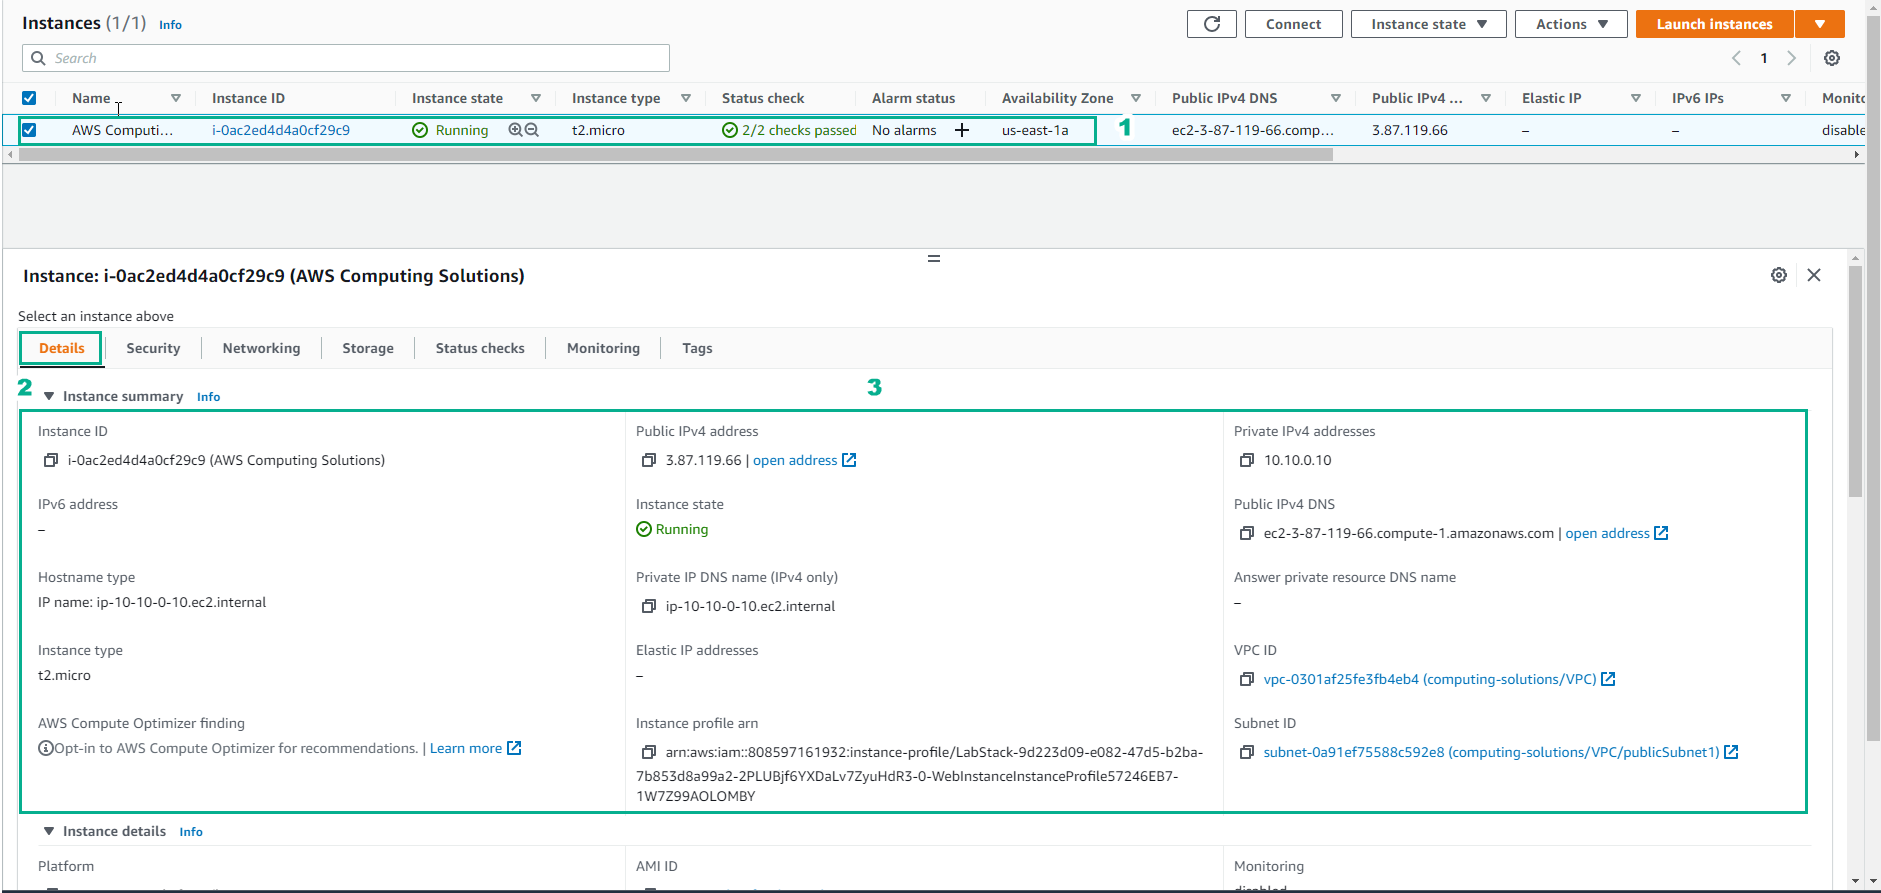 Instances (1/1) Info
Connect
Instance state
Actions
Launch instances
Search
1
Name Instance ID Instance state Instance type Status check Alarm status Availability Zone Public IPv4 DNS Public IPv4 ... Elastic IP IPv6 IPs Monito
AWS Computi... i-0ac2ed4d4a0cf29c9 Running t2.micro 2/2 checks passed No alarms + us-east-1a 1 ec2-3-87-119-66.comp... 3.87.119.66 – – disable
Instance: i-0ac2ed4d4a0cf29c9 (AWS Computing Solutions)
Select an instance above
Details Security Networking Storage Status checks Monitoring Tags
2
3
Instance summary Info
Instance ID
i-0ac2ed4d4a0cf29c9 (AWS Computing Solutions)
Public IPv4 address
3.87.119.66 | open address
Private IPv4 addresses
10.10.0.10
IPv6 address
–
Instance state
Running
Public IPv4 DNS
ec2-3-87-119-66.compute-1.amazonaws.com | open address
Hostname type
IP name: ip-10-10-0-10.ec2.internal
Private IP DNS name (IPv4 only)
ip-10-10-0-10.ec2.internal
Answer private resource DNS name
–
Instance type
t2.micro
Elastic IP addresses
–
VPC ID
vpc-0301af25fe3fb4eb4 (computing-solutions/VPC)
AWS Compute Optimizer finding
Opt-in to AWS Compute Optimizer for recommendations. | Learn more
Instance profile arn
arn:aws:iam::808597161932:instance-profile/LabStack-9d223d09-e082-47d5-b2ba-
7b853d8a99a2-2PLUBjf6YXDaLv7ZyuHdR3-0-WebInstanceInstanceProfile57246EB7-
1W7Z99AOLOMBY
Subnet ID
subnet-0a91ef75588c592e8 (computing-solutions/VPC/publicSubnet1)
Instance details Info
Platform
AMI ID
Monitoring
disabled